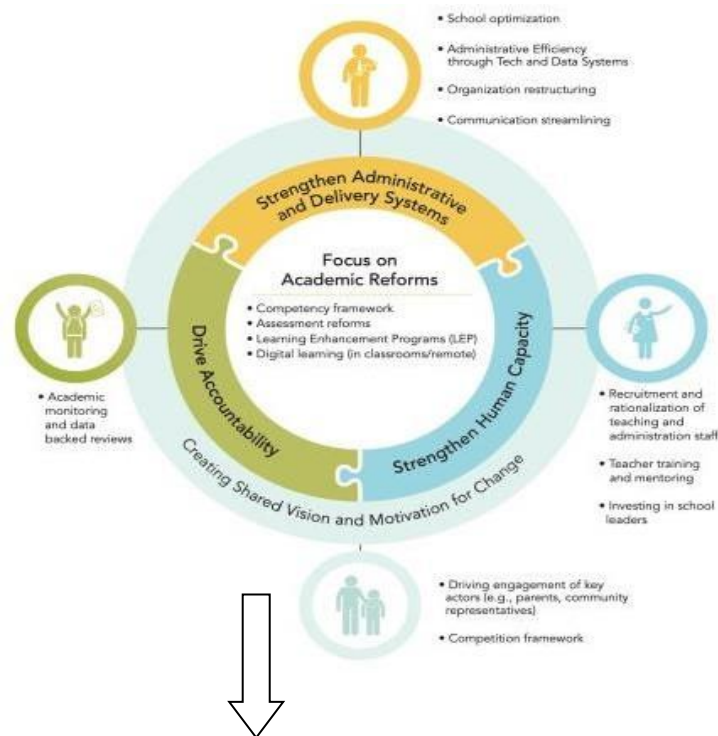 • School optimization
• Administrative Efficiency
through Tech and Data Systems
• Organization restructuring
• Communication streamlining
Strengthen Administrative
and Delivery Systems
Focus on
Academic Reforms
• Competency framework
• Assessment reforms
• Learning Enhancement Programs (LEP)
• Digital learning (in classrooms/remote)
Drive Accountability
Strengthen Human Capacity
• Academic
monitoring
and data
backed reviews
• Recruitment and
rationalization of
teaching and
administration staff
• Teacher training
and mentoring
• Investing in school
leaders
Creating Shared Vision and Motivation for Change
• Driving engagement of key
actors (e.g., parents, community
representatives)
• Competition framework